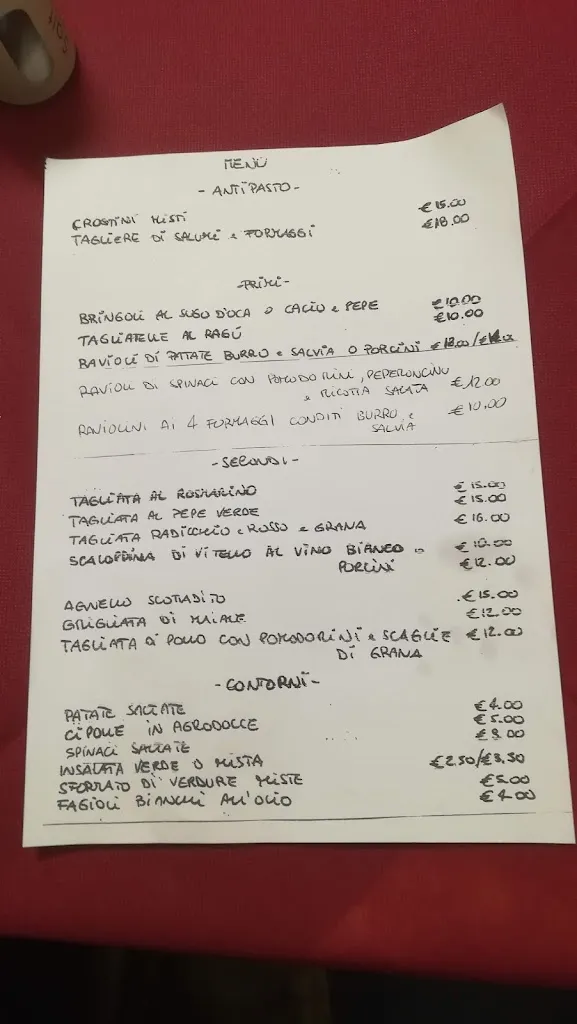 MENÙ
- ANTIPASTO -
CROSTINI MISTI €15.00
TAGLIERE DI SALUMI e FORMAGGI €18.00
- PRIMI -
BRINGOLI AL SUGO D'OCA O CACIO e PEPE €10.00
TAGLIATELLE AL RAGÚ €10.00
RAVIOLI DI PATATE BURRO e SALVIA O PORCINI
RAVIOLI DI SPINACI CON POMODORINI, PEPERONCINO
e RICOTTA SALATA €12.00
RAVIOLINI AI 4 FORMAGGI CONDITI BURRO e €10.00
SALVIA
- SECONDI -
TAGLIATA AL ROSMARINO €15.00
TAGLIATA AL PEPE VERDE €15.00
TAGLIATA RADICCHIO e ROSSO e GRANA €16.00
SCALOPPINA DI VITELLO AL VINO BIANCO o €10.00
PORCINI €12.00
AGNELLO SCOTTADITO €15.00
GRIGLIATA DI MAIALE €12.00
TAGLIATA DI POLLO CON POMODORINI e SCAGLIE €12.00
DI GRANA
- CONTORNI -
PATATE SALTATE €4.00
CIPOLLE IN AGRODOLCE €5.00
SPINACI SALTATE
INSALATA VERDE O MISTA €2.50/€3.50
SFORMATO DI VERDURE MISTE €5.00
FAGIOLI BIANCHI ALL'OLIO €4.00